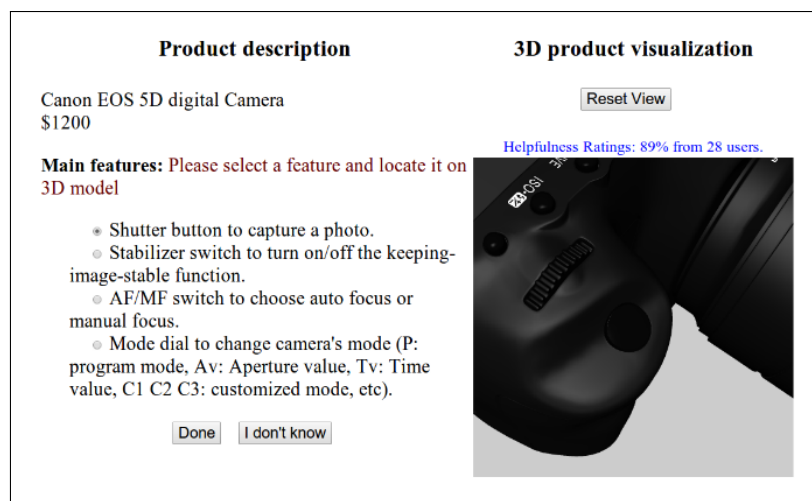 Product description
Canon EOS 5D digital Camera
$1200
Main features: Please select a feature and locate it on
3D model
Shutter button to capture a photo.
Stabilizer switch to turn on/off the keeping-
image-stable function.
AF/MF switch to choose auto focus or
manual focus.
Mode dial to change camera's mode (P:
program mode, Av: Aperture value, Tv: Time
value, C1 C2 C3: customized mode, etc).
Done I don't know
3D product visualization
Reset View
Helpfulness Ratings: 89% from 28 users.
ISO